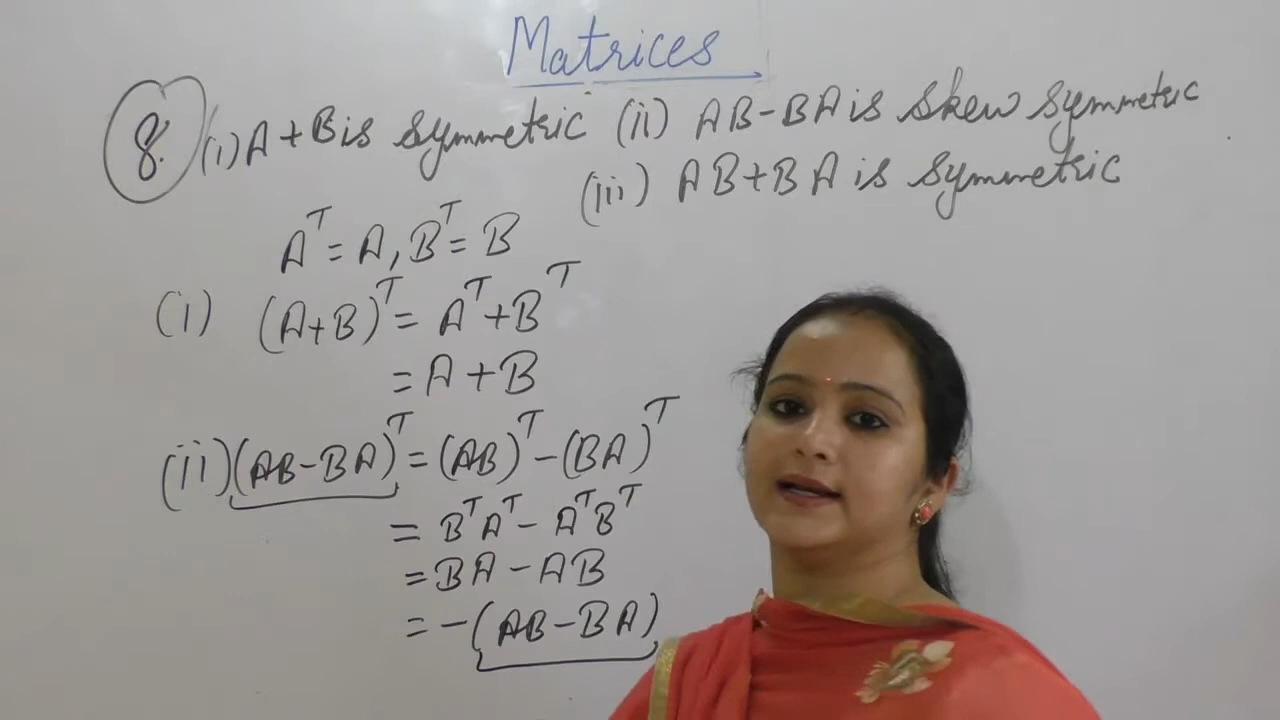 Matrices
8. (i) A+B is symmetric (ii) AB-BA is skew symmetric
(iii) AB+BA is symmetric
Aᵀ = A, Bᵀ = B
(i) (A+B)ᵀ = Aᵀ + Bᵀ
= A + B
(ii) (AB-BA)ᵀ = (AB)ᵀ - (BA)ᵀ
= BᵀAᵀ - AᵀBᵀ
= BA - AB
= -(AB-BA)